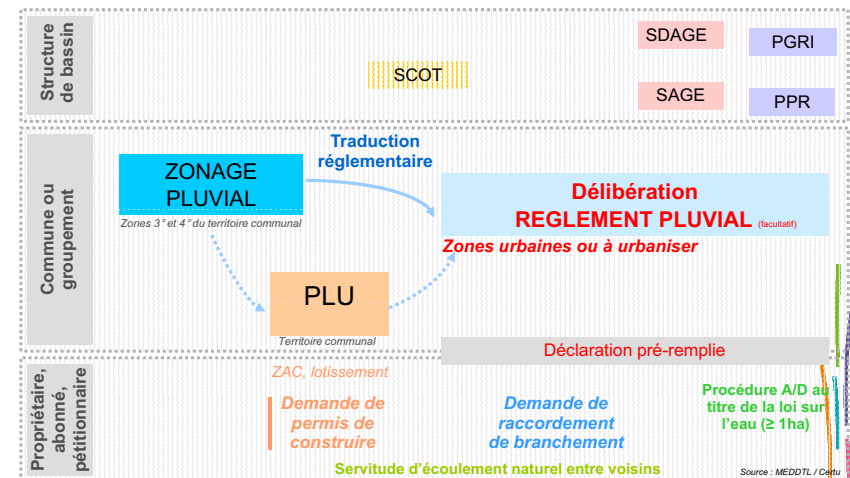 Structure
de bassin
SCOT
SDAGE
PGRI
SAGE
PPR
Commune ou
groupement
ZONAGE
PLUVIAL
Zones 3° et 4° du territoire communal
Traduction
réglementaire
Délibération
REGLEMENT PLUVIAL (facultatif)
Zones urbaines ou à urbaniser
PLU
Territoire communal
Déclaration pré-remplie
Propriétaire,
abonné,
pétitionnaire
ZAC, lotissement
Demande de
permis de
construire
Demande de
raccordement
de branchement
Procédure A/D au
titre de la loi sur
l'eau (≥ 1ha)
Servitude d'écoulement naturel entre voisins
Source : MEDDTL / Certu